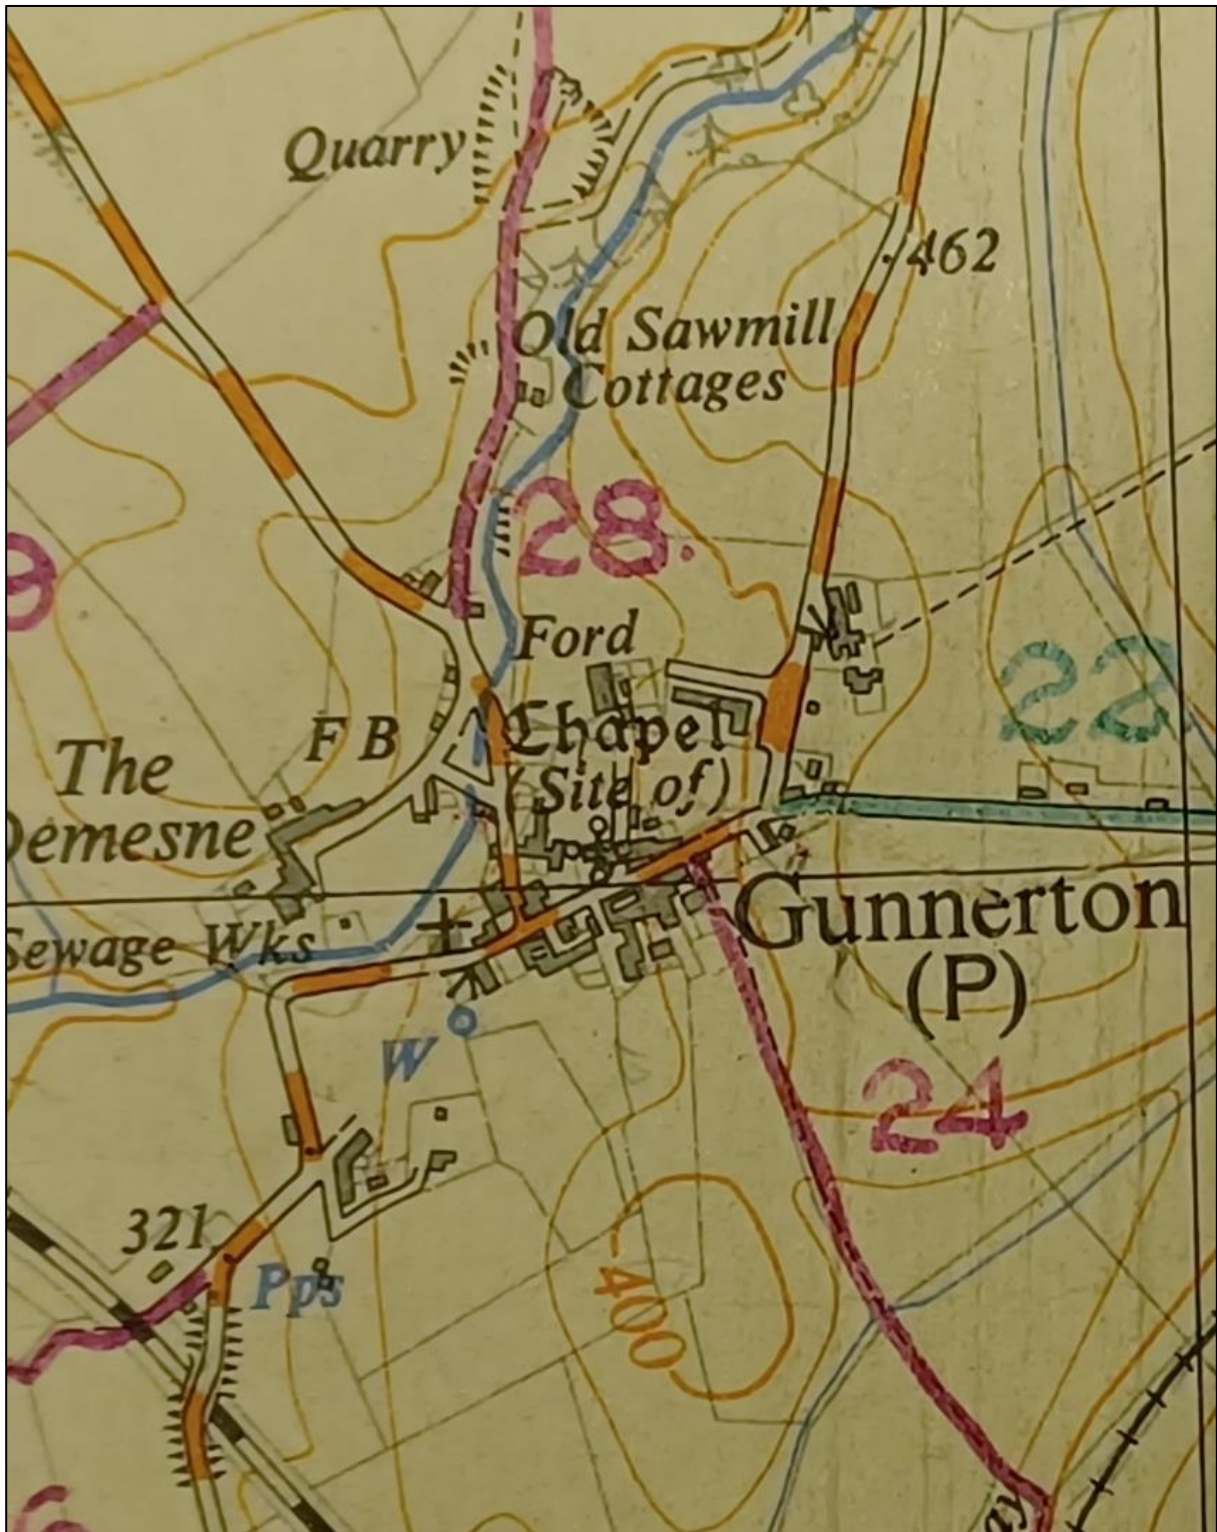 Quarry
462
Old Sawmill
Cottages
28.
Ford
22
F B
Chapel
(Site of)
The
Demesne
Gunnerton
(P)
Sewage Wks
W
24
321
Pps
400